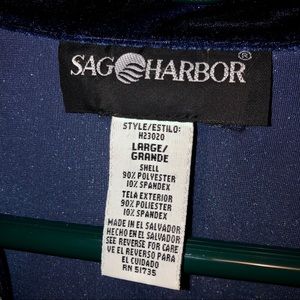 SAG HARBOR®
STYLE/ESTILO:
H23020
LARGE/
GRANDE
SHELL
90% POLYESTER
10% SPANDEX
TELA EXTERIOR
90% POLIESTER
10% SPANDEX
MADE IN EL SALVADOR
HECHO EN EL SALVADOR
SEE REVERSE FOR CARE
VE EL REVERSO PARA
EL CUIDADO
RN 51735